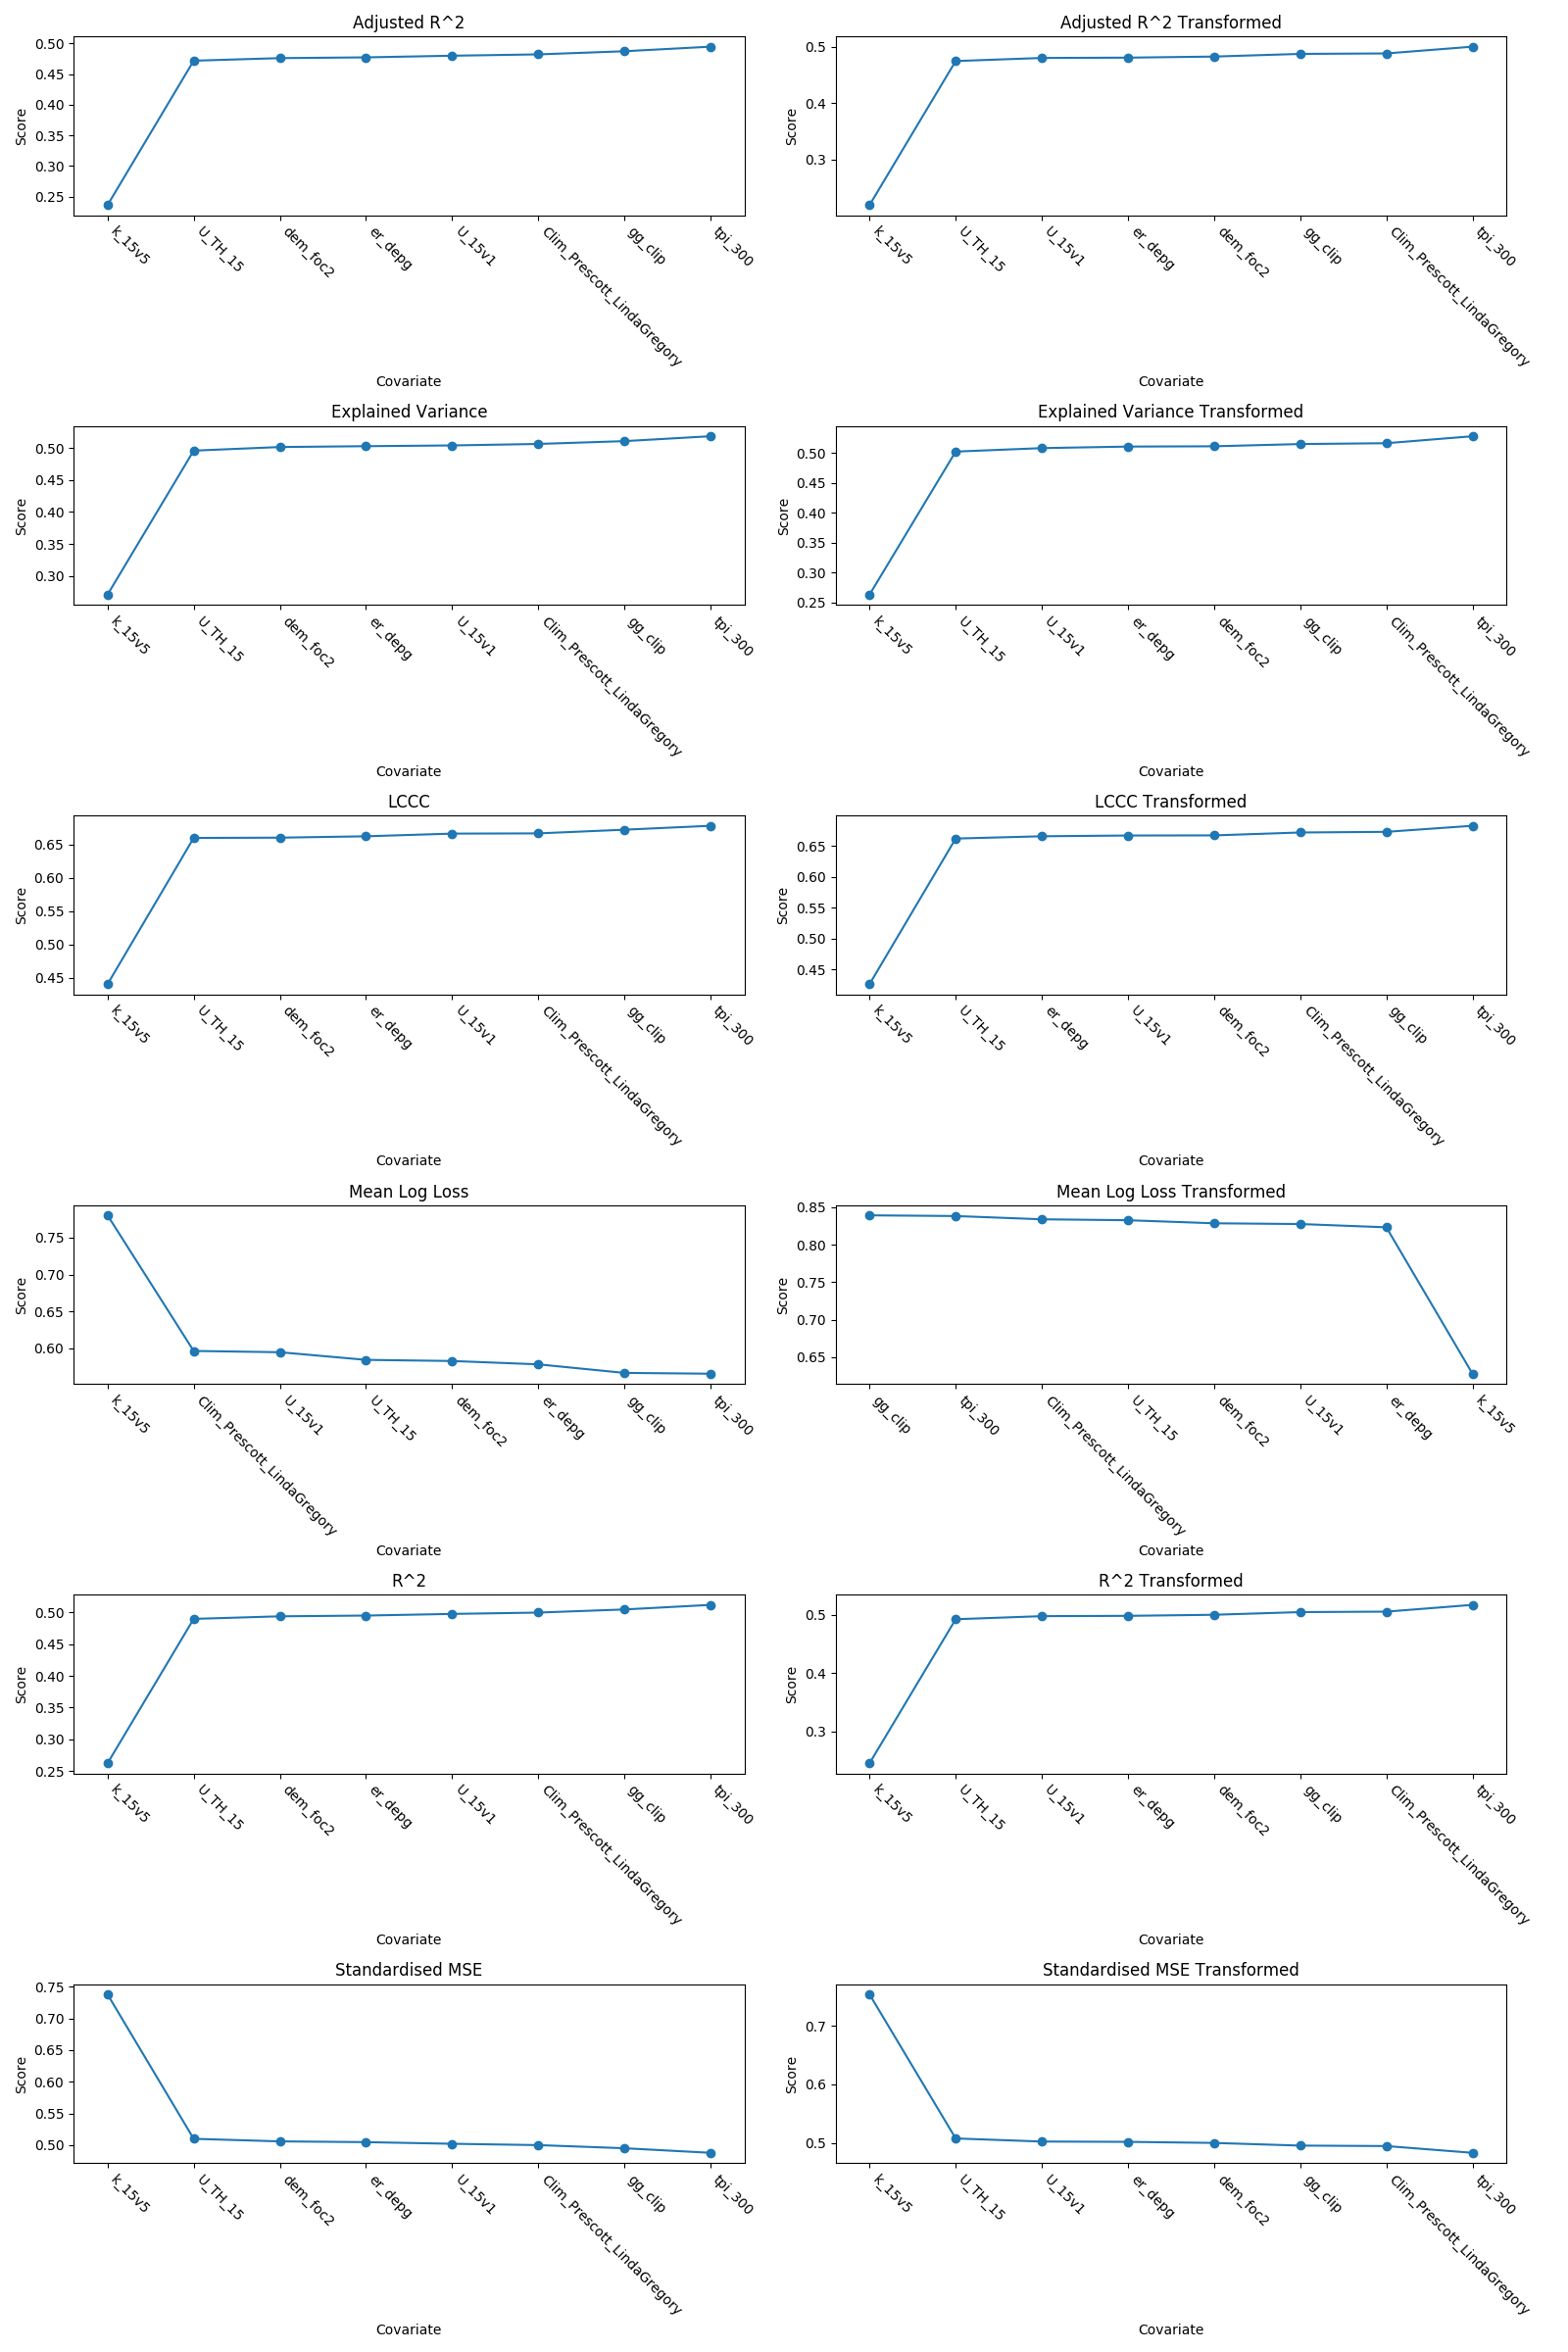 Adjusted R^2
Score
0.50
0.45
0.40
0.35
0.30
0.25
k_15v5
U_TH_15
dem_foc2
er_depg
U_15v1
Clim_Prescott_LindaGregory
gg_clip
tpi_300
Covariate
Adjusted R^2 Transformed
Score
0.5
0.4
0.3
k_15v5
U_TH_15
U_15v1
er_depg
dem_foc2
gg_clip
Clim_Prescott_LindaGregory
tpi_300
Covariate
Explained Variance
Score
0.50
0.45
0.40
0.35
0.30
k_15v5
U_TH_15
dem_foc2
er_depg
U_15v1
Clim_Prescott_LindaGregory
gg_clip
tpi_300
Covariate
Explained Variance Transformed
Score
0.50
0.45
0.40
0.35
0.30
0.25
k_15v5
U_TH_15
U_15v1
er_depg
dem_foc2
gg_clip
Clim_Prescott_LindaGregory
tpi_300
Covariate
LCCC
Score
0.65
0.60
0.55
0.50
0.45
k_15v5
U_TH_15
dem_foc2
er_depg
U_15v1
Clim_Prescott_LindaGregory
gg_clip
tpi_300
Covariate
LCCC Transformed
Score
0.65
0.60
0.55
0.50
0.45
k_15v5
U_TH_15
er_depg
U_15v1
dem_foc2
Clim_Prescott_LindaGregory
gg_clip
tpi_300
Covariate
Mean Log Loss
Score
0.75
0.70
0.65
0.60
k_15v5
Clim_Prescott_LindaGregory
U_15v1
U_TH_15
dem_foc2
er_depg
gg_clip
tpi_300
Covariate
Mean Log Loss Transformed
Score
0.85
0.80
0.75
0.70
0.65
gg_clip
tpi_300
Clim_Prescott_LindaGregory
U_TH_15
dem_foc2
U_15v1
er_depg
k_15v5
Covariate
R^2
Score
0.50
0.45
0.40
0.35
0.30
0.25
k_15v5
U_TH_15
dem_foc2
er_depg
U_15v1
Clim_Prescott_LindaGregory
gg_clip
tpi_300
Covariate
R^2 Transformed
Score
0.5
0.4
0.3
k_15v5
U_TH_15
U_15v1
er_depg
dem_foc2
gg_clip
Clim_Prescott_LindaGregory
tpi_300
Covariate
Standardised MSE
Score
0.75
0.70
0.65
0.60
0.55
0.50
k_15v5
U_TH_15
dem_foc2
er_depg
U_15v1
Clim_Prescott_LindaGregory
gg_clip
tpi_300
Covariate
Standardised MSE Transformed
Score
0.7
0.6
0.5
k_15v5
U_TH_15
U_15v1
er_depg
dem_foc2
gg_clip
Clim_Prescott_LindaGregory
tpi_300
Covariate